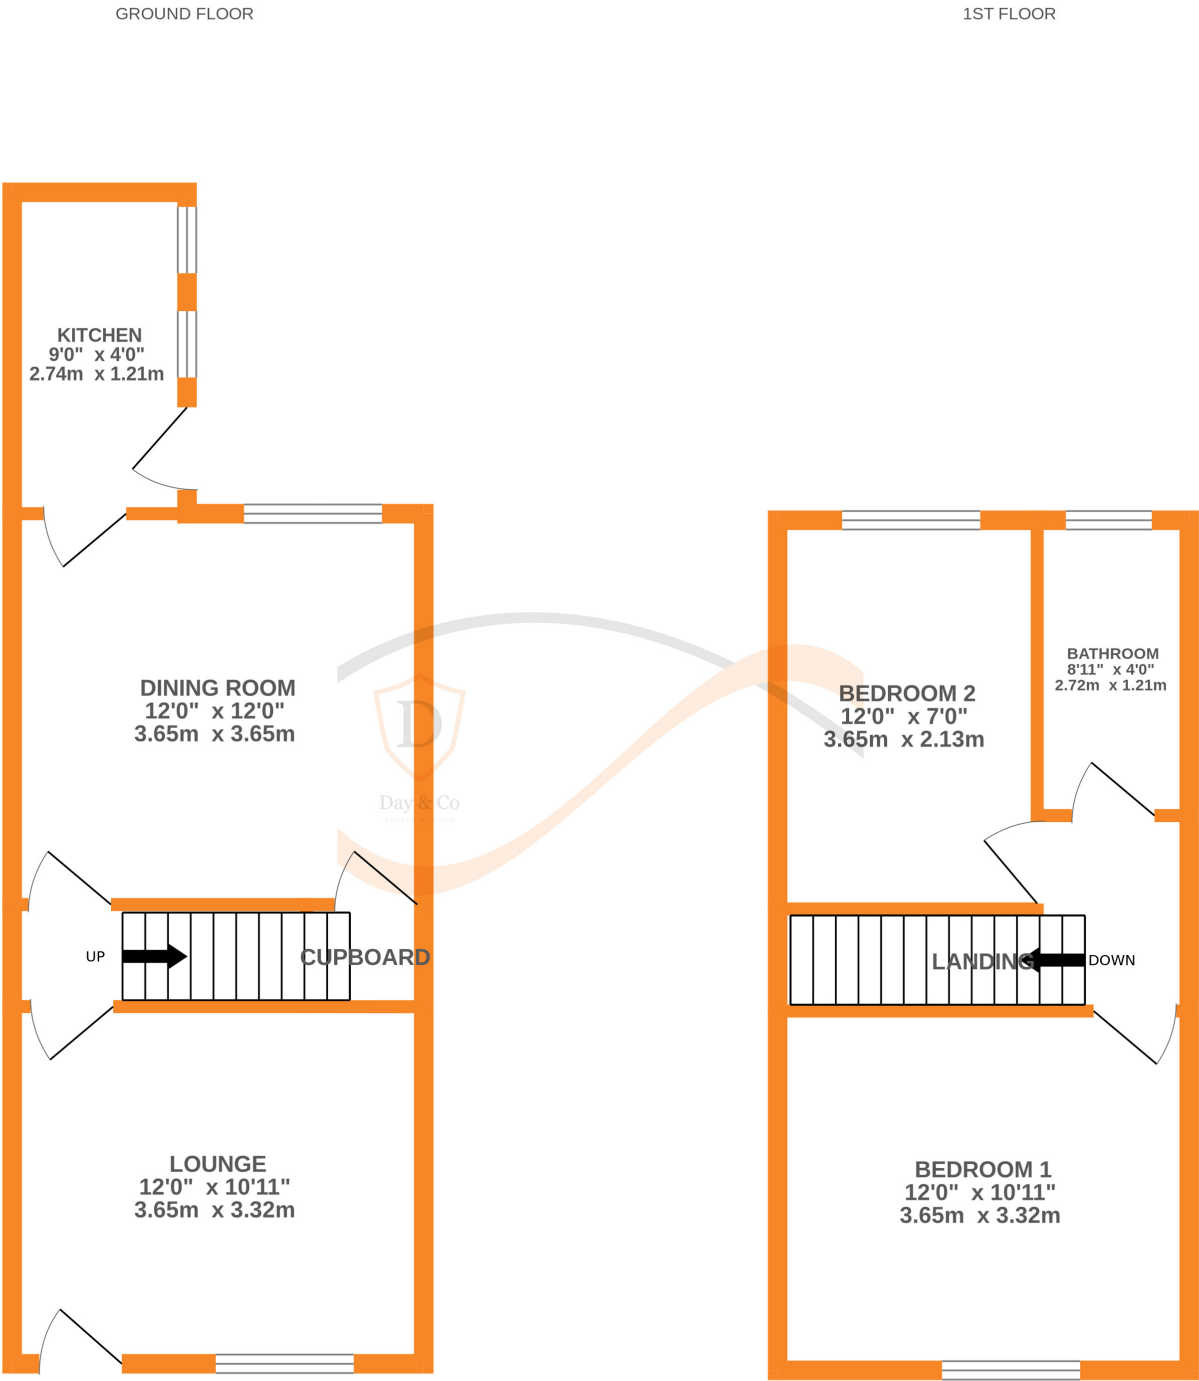 GROUND FLOOR
1ST FLOOR
KITCHEN
9'0" x 4'0"
2.74m x 1.21m
DINING ROOM
12'0" x 12'0"
3.65m x 3.65m
UP
CUPBOARD
LOUNGE
12'0" x 10'11"
3.65m x 3.32m
D
Day & Co
BEDROOM 2
12'0" x 7'0"
3.65m x 2.13m
BATHROOM
8'11" x 4'0"
2.72m x 1.21m
LANDING
DOWN
BEDROOM 1
12'0" x 10'11"
3.65m x 3.32m